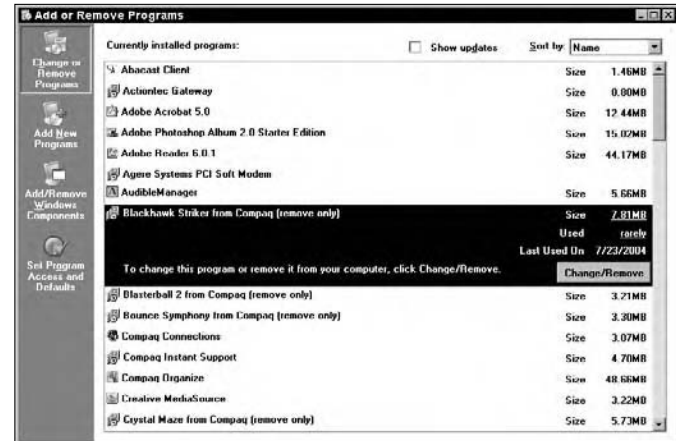 Add or Remove Programs
Change or
Remove
Programs
Add New
Programs
Add/Remove
Windows
Components
Set Program
Access and
Defaults
Currently installed programs:
Show updates
Sort by: Name
Abacast Client Size 1.46MB
Actiontec Gateway Size 0.80MB
Adobe Acrobat 5.0 Size 12.44MB
Adobe Photoshop Album 2.0 Starter Edition Size 15.02MB
Adobe Reader 6.0.1 Size 44.17MB
Agere Systems PCI Soft Modem
AudibleManager Size 5.66MB
Blackhawk Striker from Compaq (remove only) Size 7.81MB
Used rarely
Last Used On 7/23/2004
To change this program or remove it from your computer, click Change/Remove. Change/Remove
Blasterball 2 from Compaq (remove only) Size 3.21MB
Bounce Symphony from Compaq (remove only) Size 3.30MB
Compaq Connections Size 3.07MB
Compaq Instant Support Size 4.70MB
Compaq Organize Size 48.66MB
Creative MediaSource Size 3.22MB
Crystal Maze from Compaq (remove only) Size 5.73MB